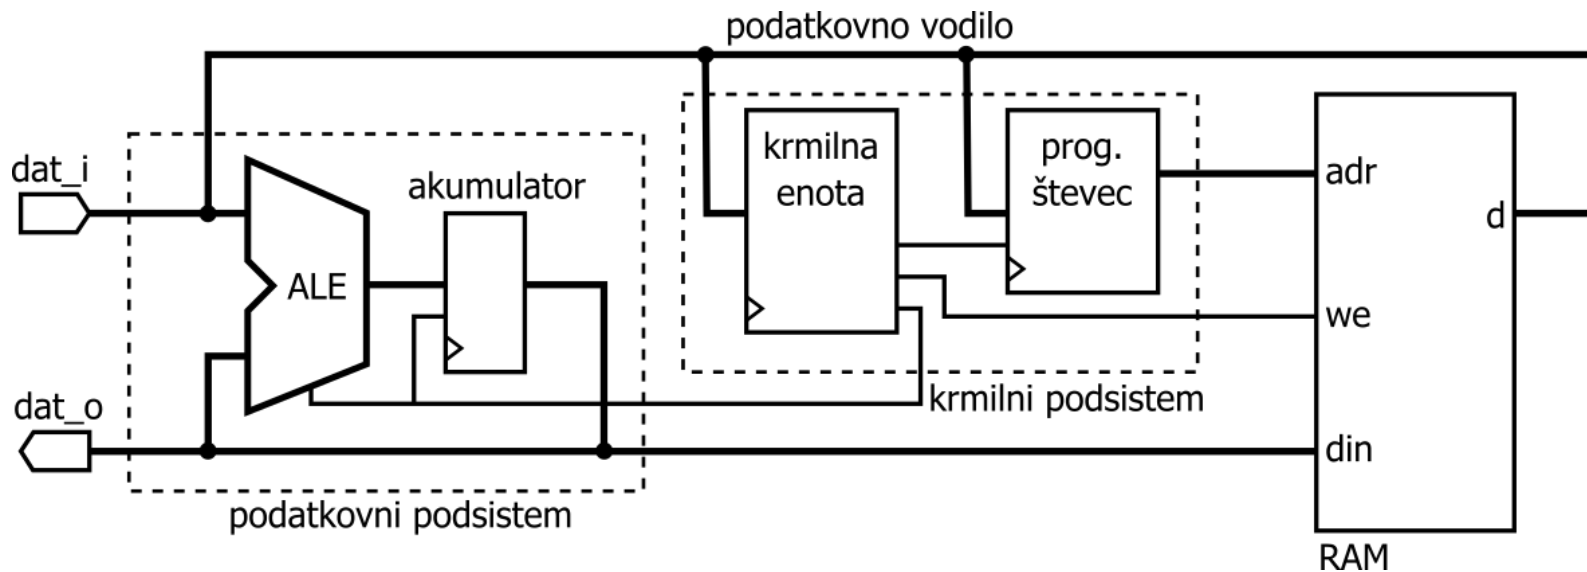 podatkovno vodilo
dat_i
akumulator
ALE
krmilna
enota
prog.
števec
adr
d
we
din
dat_o
krmilni podsistem
podatkovni podsistem
RAM